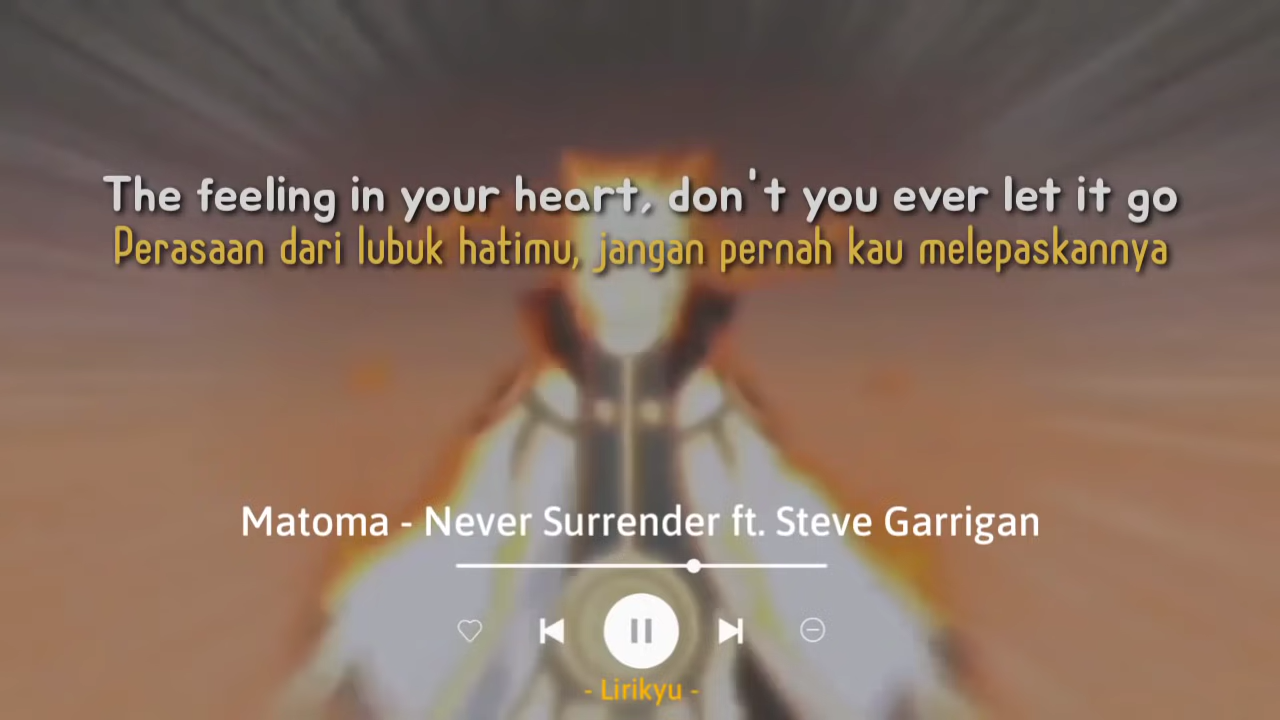 The feeling in your heart, don't you ever let it go
Perasaan dari lubuk hatimu, jangan pernah kau melepaskannya
Matoma - Never Surrender ft. Steve Garrigan
- Lirikyu -